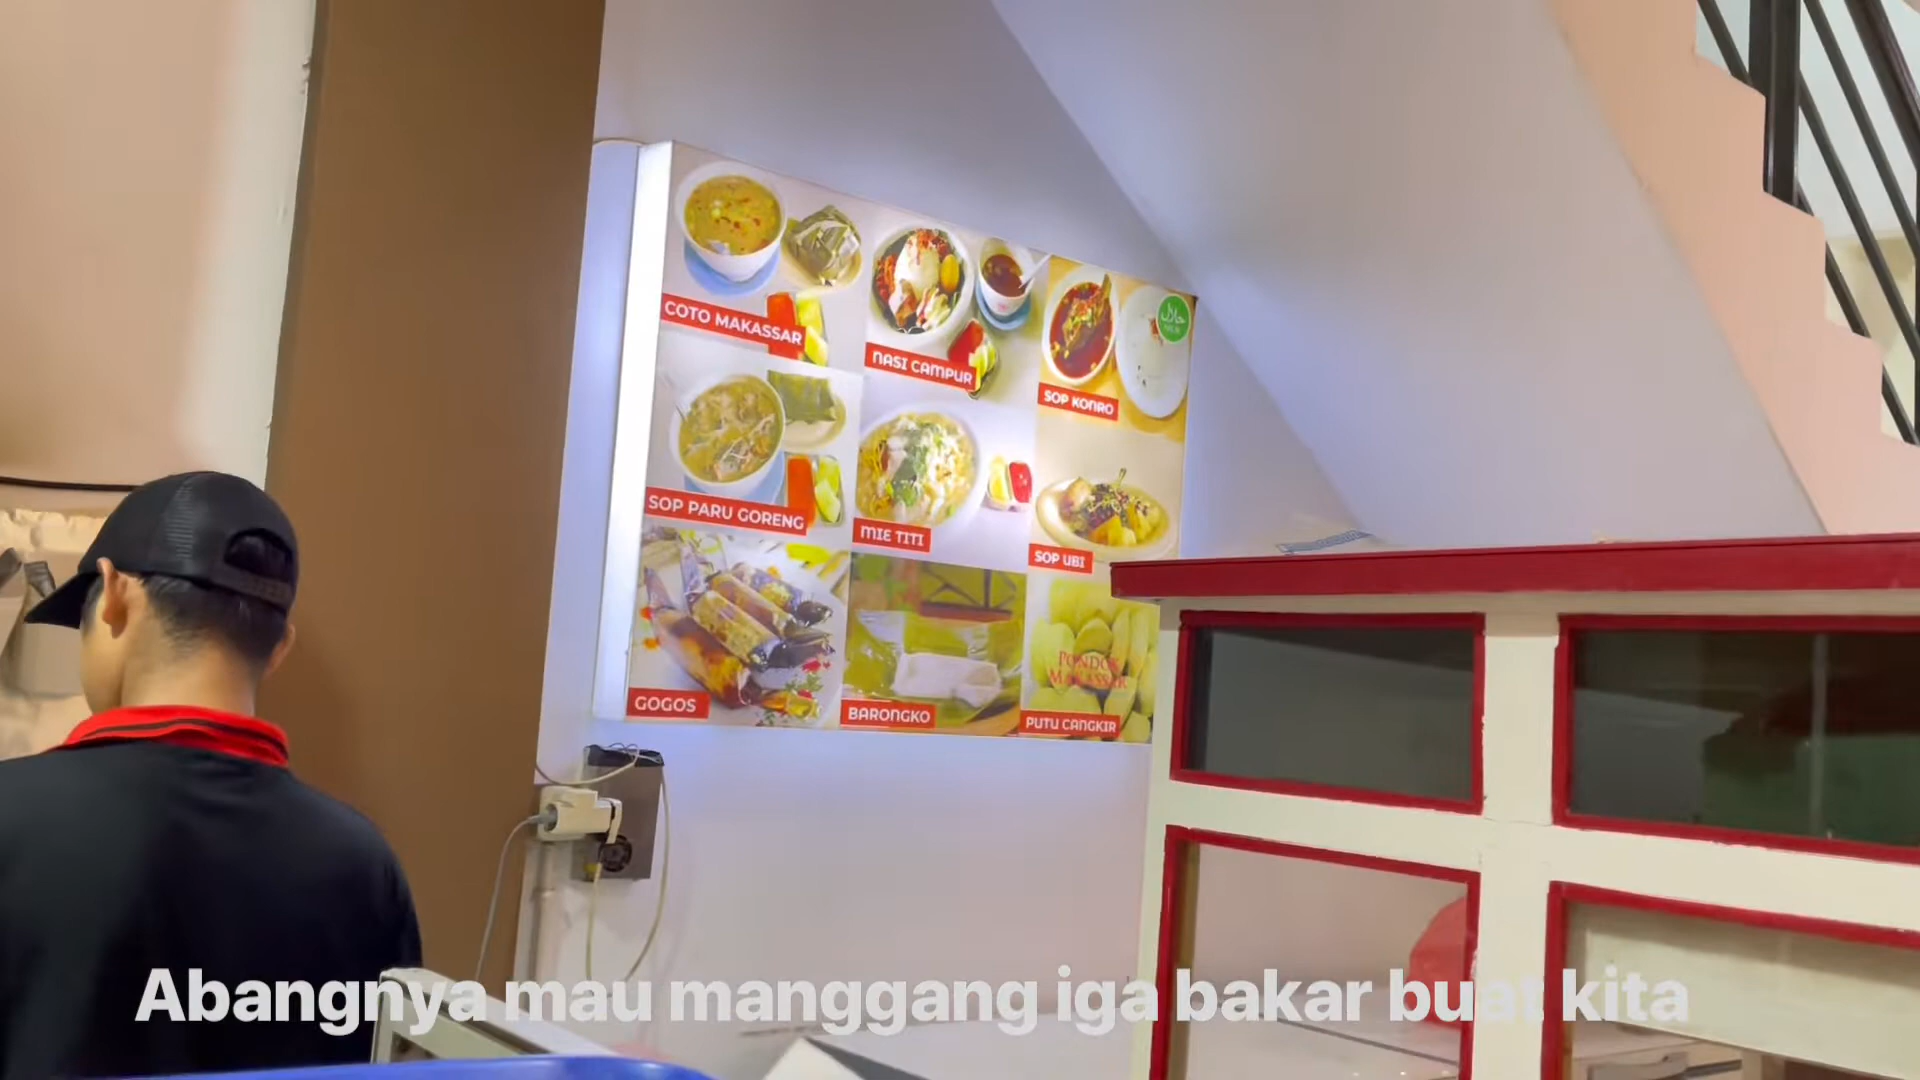 COTO MAKASSAR
NASI CAMPUR
SOP KONRO
حلال
SOP PARU GORENG
MIE TITI
SOP UBI
GOGOS
BARONGKO
PONDOK
MAKASSAR
PUTU CANGKIR
Abangnya mau manggang iga bakar buat kita